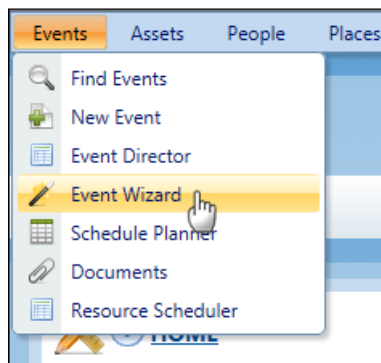 Events Assets People Places
Find Events
New Event
Event Director
Event Wizard
Schedule Planner
Documents
Resource Scheduler
HOME